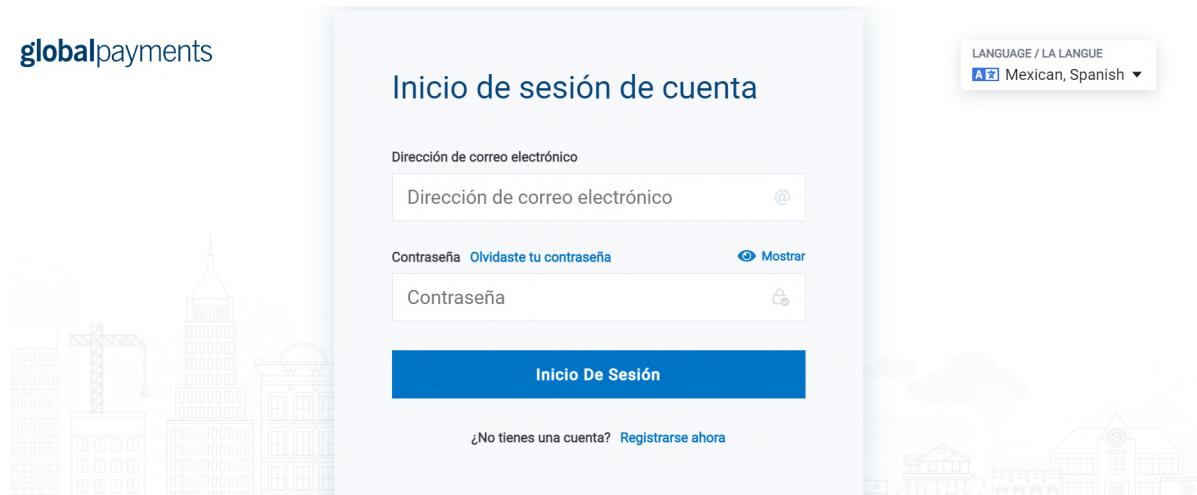 globalpayments
LANGUAGE / LA LANGUE
Mexican, Spanish
Inicio de sesión de cuenta
Dirección de correo electrónico
Dirección de correo electrónico @
Contraseña Olvidaste tu contraseña Mostrar
Contraseña
Inicio De Sesión
¿No tienes una cuenta? Registrarse ahora